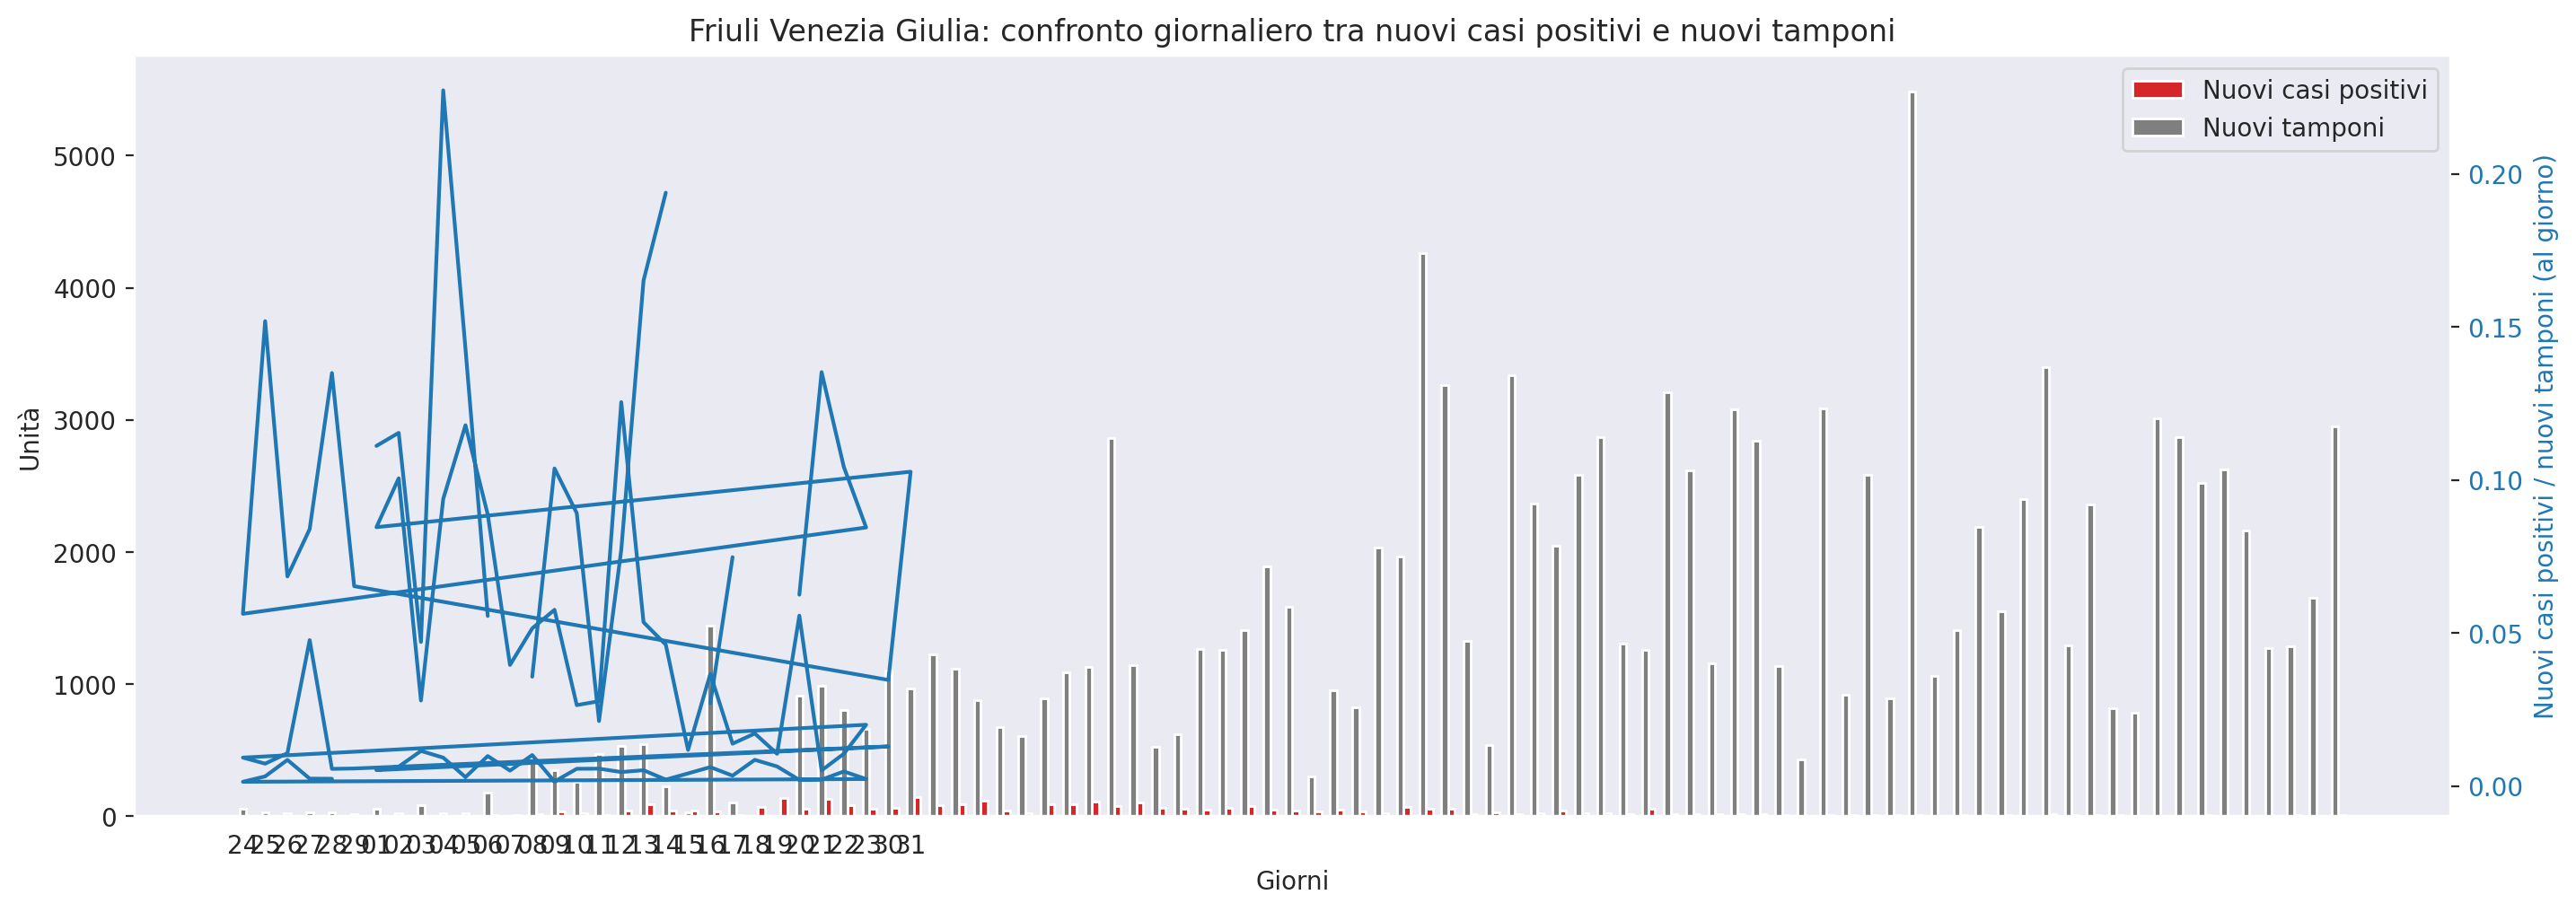 Friuli Venezia Giulia: confronto giornaliero tra nuovi casi positivi e nuovi tamponi
Nuovi casi positivi
Nuovi tamponi
5000
4000
3000
2000
1000
0
Unità
0.20
0.15
0.10
0.05
0.00
Nuovi casi positivi / nuovi tamponi (al giorno)
24 25 26 27 28 29 01 02 03 04 05 06 07 08 09 10 11 12 13 14 15 16 17 18 19 20 21 22 23 30 31
Giorni